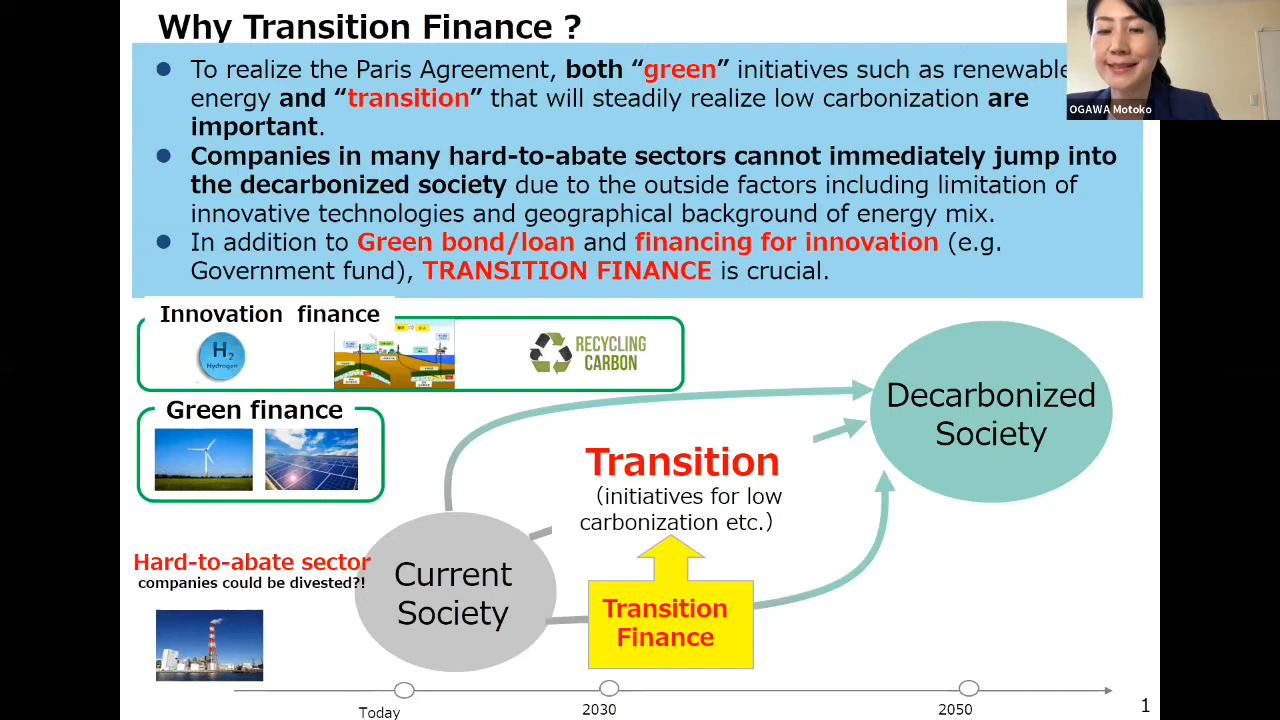 Why Transition Finance ?
● To realize the Paris Agreement, both “green” initiatives such as renewable
energy and “transition” that will steadily realize low carbonization are
important.
● Companies in many hard-to-abate sectors cannot immediately jump into
the decarbonized society due to the outside factors including limitation of
innovative technologies and geographical background of energy mix.
● In addition to Green bond/loan and financing for innovation (e.g.
Government fund), TRANSITION FINANCE is crucial.
OGAWA Motoko
Innovation finance
H2
Hydrogen
RECYCLING
CARBON
Green finance
Decarbonized
Society
Transition
（initiatives for low
carbonization etc.）
Hard-to-abate sector
companies could be divested?!
Current
Society
Transition
Finance
Today
2030
2050
1